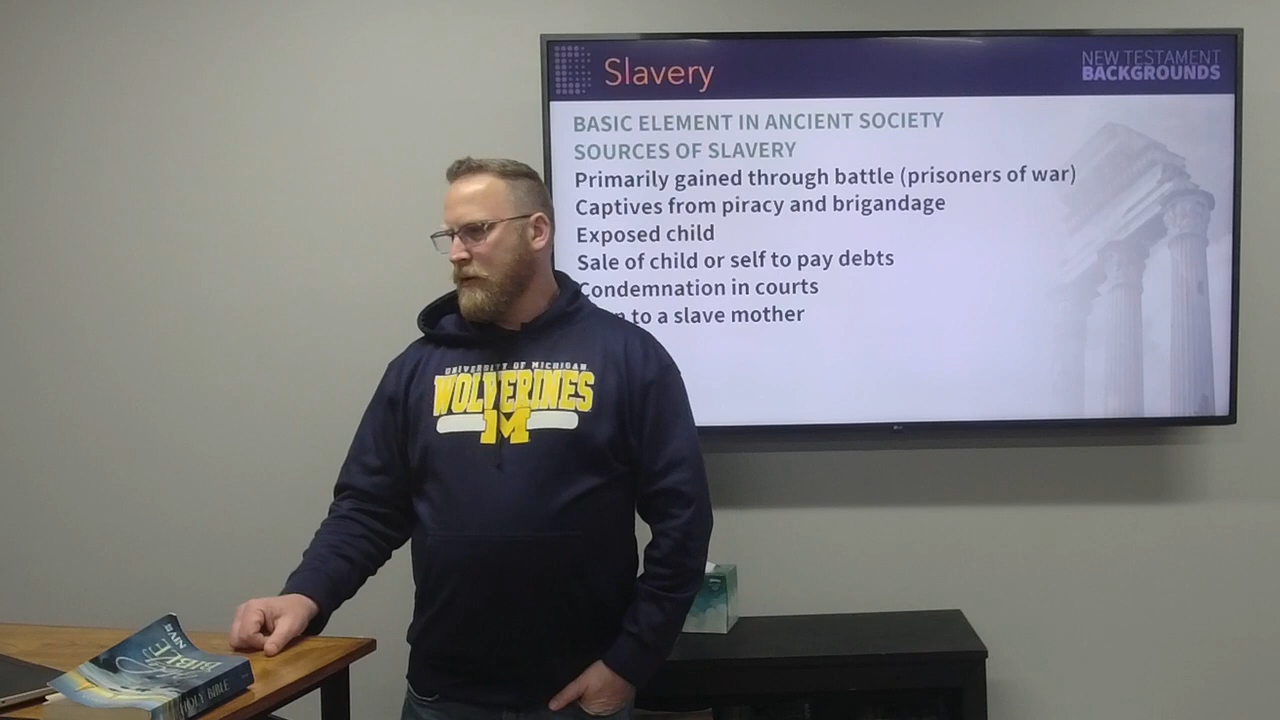 Slavery
NEW TESTAMENT
BACKGROUNDS
BASIC ELEMENT IN ANCIENT SOCIETY
SOURCES OF SLAVERY
Primarily gained through battle (prisoners of war)
Captives from piracy and brigandage
Exposed child
Sale of child or self to pay debts
Condemnation in courts
to a slave mother
UNIVERSITY OF MICHIGAN
WOLVERINES
M
NIV
BIBLE
HOLY BIBLE
LG